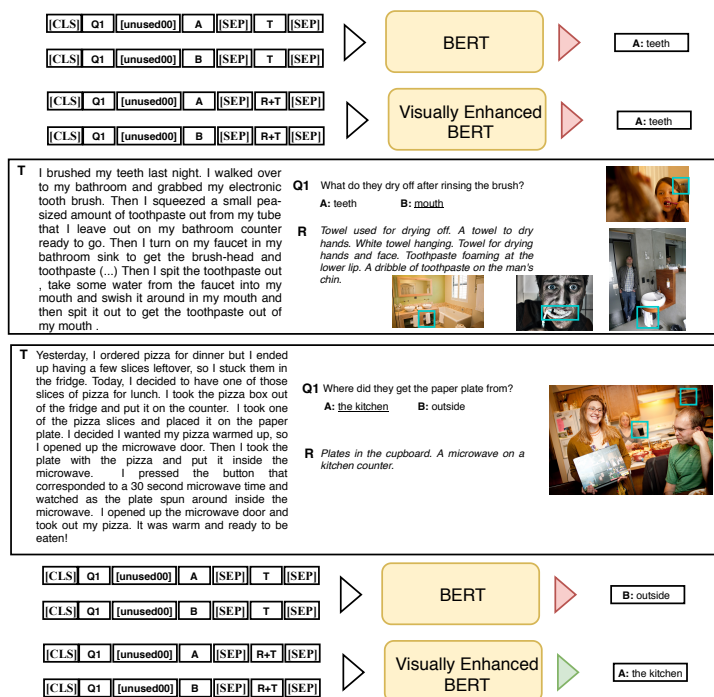 [CLS] Q1 [unused00] A [SEP] T [SEP]
[CLS] Q1 [unused00] B [SEP] T [SEP]
BERT
A: teeth
[CLS] Q1 [unused00] A [SEP] R+T [SEP]
[CLS] Q1 [unused00] B [SEP] R+T [SEP]
Visually Enhanced
BERT
A: teeth
T
I brushed my teeth last night. I walked over
to my bathroom and grabbed my electronic
tooth brush. Then I squeezed a small pea-
sized amount of toothpaste out from my tube
that I leave out on my bathroom counter
ready to go. Then I turn on my faucet in my
bathroom sink to get the brush-head and
toothpaste (...) Then I spit the toothpaste out
, take some water from the faucet into my
mouth and swish it around in my mouth and
then spit it out to get the toothpaste out of
my mouth .
Q1 What do they dry off after rinsing the brush?
A: teeth B: mouth
R Towel used for drying off. A towel to dry
hands. White towel hanging. Towel for drying
hands and face. Toothpaste foaming at the
lower lip. A dribble of toothpaste on the man's
chin.
T Yesterday, I ordered pizza for dinner but I ended
up having a few slices leftover, so I stuck them in
the fridge. Today, I decided to have one of those
slices of pizza for lunch. I took the pizza box out
of the fridge and put it on the counter. I took one
of the pizza slices and placed it on the paper
plate. I decided I wanted my pizza warmed up, so
I opened up the microwave door. Then I took the
plate with the pizza and put it inside the
microwave. I pressed the button that
corresponded to a 30 second microwave time and
watched as the plate spun around inside the
microwave. I opened up the microwave door and
took out my pizza. It was warm and ready to be
eaten!
Q1 Where did they get the paper plate from?
A: the kitchen B: outside
R Plates in the cupboard. A microwave on a
kitchen counter.
[CLS] Q1 [unused00] A [SEP] T [SEP]
[CLS] Q1 [unused00] B [SEP] T [SEP]
BERT
B: outside
[CLS] Q1 [unused00] A [SEP] R+T [SEP]
[CLS] Q1 [unused00] B [SEP] R+T [SEP]
Visually Enhanced
BERT
A: the kitchen